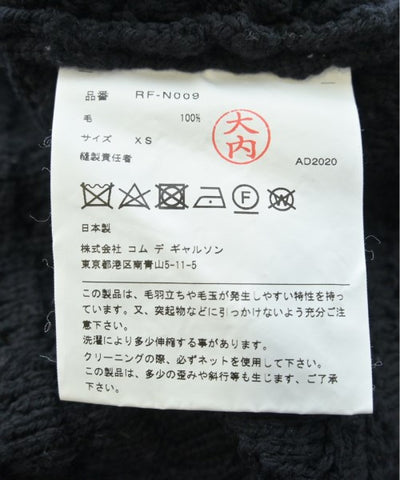 品番 RF-N009
毛 100%
サイズ XS
縫製責任者 大内 AD2020
F W
日本製
株式会社 コム デ ギャルソン
東京都港区南青山5-11-5
この製品は、毛羽立ちや毛玉が発生しやすい特性を持っ
ています。又、突起物などに引っかけないよう充分ご注
意下さい。
洗濯により多少伸縮する事があります。
クリーニングの際、必ずネットを使用して下さい。
この製品は、多少の歪みや斜行等も生じます、ご了承
下さい。